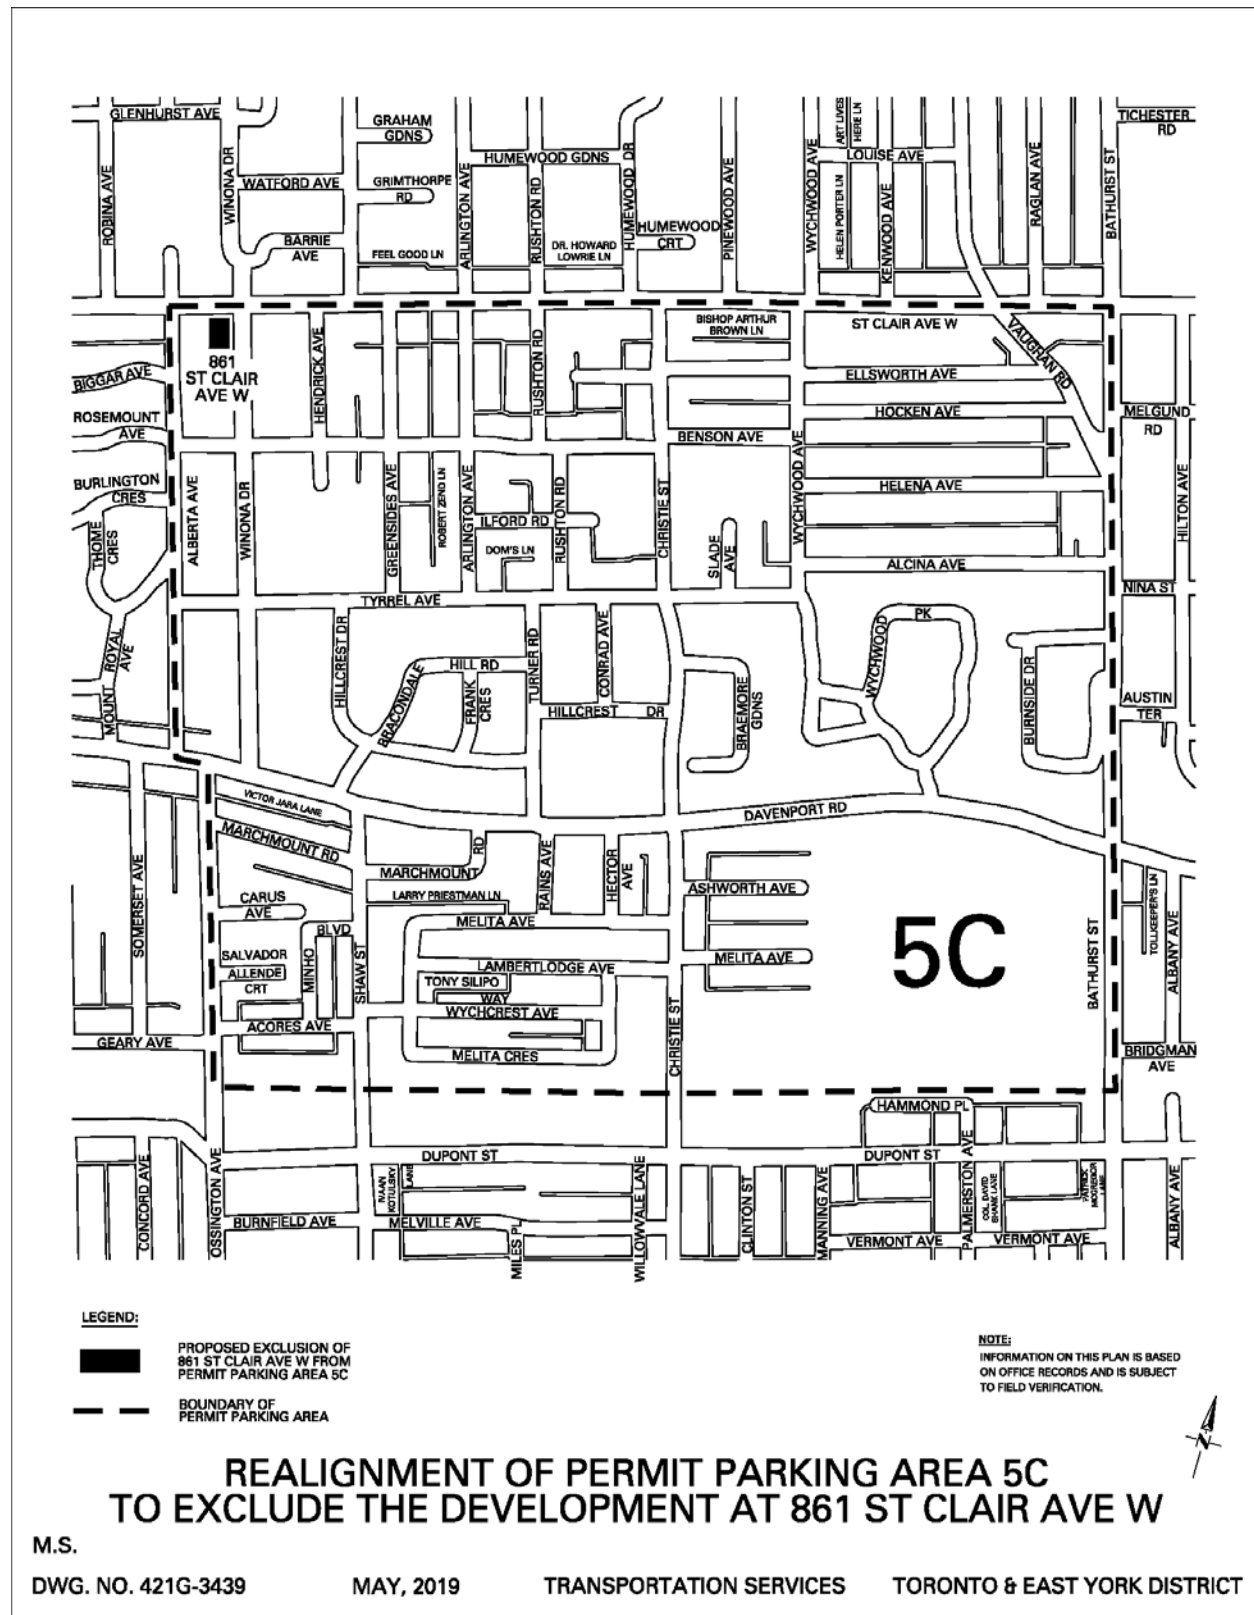 GLENHURST AVE
GRAHAM
GDNS
TICHESTER
RD
ART LIVES
HERE LN
ROBINA AVE
WINONA DR
WATFORD AVE
GRIMTHORPE
RD
ARLINGTON AVE
HUMEWOOD GDNS
RUSHTON RD
HUMEWOOD DR
PINEWOOD AVE
WYCHWOOD AVE
LOUISE AVE
HELEN PORTER LN
KENWOOD AVE
RAGLAN AVE
BATHURST ST
BARRIE
AVE
FEEL GOOD LN
DR. HOWARD
LOWRIE LN
HUMEWOOD
CRT
861
ST CLAIR
AVE W
BISHOP ARTHUR
BROWN LN
ST CLAIR AVE W
VAUGHAN RD
HENDRICK AVE
RUSHTON RD
BIGGAR AVE
ELLSWORTH AVE
ROSEMOUNT
AVE
HOCKEN AVE
MELGUND
RD
BENSON AVE
WYCHWOOD AVE
BURLINGTON
CRES
ALBERTA AVE
WINONA DR
GREENSIDES AVE
ROBERT ZEND LN
ARLINGTON AVE
RUSHTON RD
CHRISTIE ST
HELENA AVE
HILTON AVE
THOME
CRES
ILFORD RD
DOM'S LN
SLADE
AVE
ALCINA AVE
TYRREL AVE
NINA ST
MOUNT
ROYAL
AVE
HILLCREST DR
BRACONDALE
HILL RD
FRANK
CRES
TURNER RD
CONRAD AVE
HILLCREST DR
BRAEMORE
GDNS
WYCHWOOD
PK
BURNSIDE DR
AUSTIN
TER
VICTOR JARA LANE
DAVENPORT RD
MARCHMOUNT RD
SOMERSET AVE
MARCHMOUNT
RD
RAINS AVE
HECTOR
AVE
CARUS
AVE
LARRY PRIESTMAN LN
ASHWORTH AVE
MELITA AVE
5C
BATHURST ST
TOLLKEEPER'S LN
ALBANY AVE
SALVADOR
ALLENDE
CRT
MINHO
BLVD
SHAW ST
LAMBERTLODGE AVE
MELITA AVE
TONY SILIPO
WAY
WYCHCREST AVE
CHRISTIE ST
ACORES AVE
GEARY AVE
MELITA CRES
BRIDGMAN
AVE
HAMMOND PL
DUPONT ST
DUPONT ST
CONCORD AVE
OSSINGTON AVE
BURNFIELD AVE
IVAAN
KOTULSKY
LANE
MELVILLE AVE
MILES PL
WILLOWVALE LANE
CLINTON ST
MANNING AVE
VERMONT AVE
PALMERSTON AVE
COL DAVID
SHANK LANE
PATRICK
MCGREGOR
LANE
VERMONT AVE
ALBANY AVE
LEGEND:
PROPOSED EXCLUSION OF
861 ST CLAIR AVE W FROM
PERMIT PARKING AREA 5C
BOUNDARY OF
PERMIT PARKING AREA
NOTE:
INFORMATION ON THIS PLAN IS BASED
ON OFFICE RECORDS AND IS SUBJECT
TO FIELD VERIFICATION.
N
REALIGNMENT OF PERMIT PARKING AREA 5C
TO EXCLUDE THE DEVELOPMENT AT 861 ST CLAIR AVE W
M.S.
DWG. NO. 421G-3439 MAY, 2019 TRANSPORTATION SERVICES TORONTO & EAST YORK DISTRICT